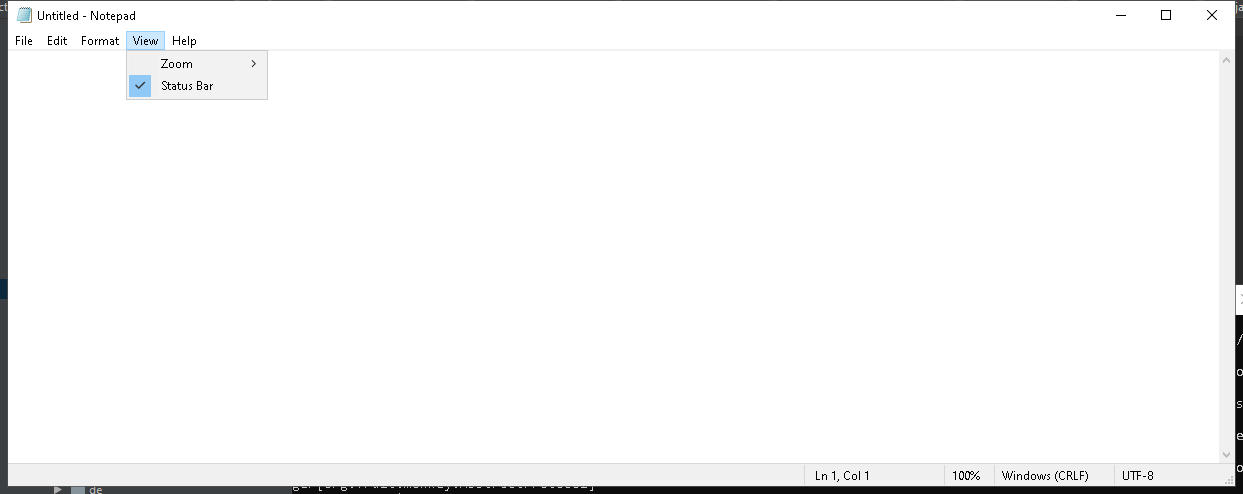 Untitled - Notepad
File Edit Format View Help
Zoom
Status Bar
Ln 1, Col 1 100% Windows (CRLF) UTF-8
de